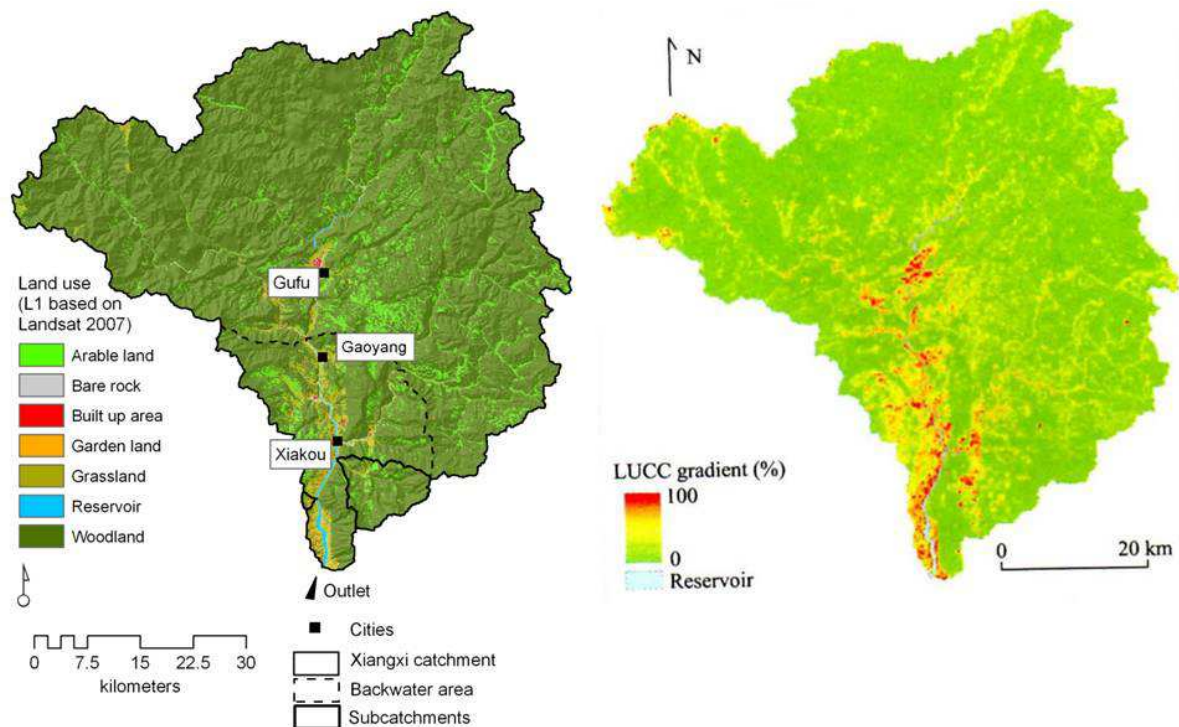 Gufu
Gaoyang
Xiakou
Land use
(L1 based on
Landsat 2007)
Arable land
Bare rock
Built up area
Garden land
Grassland
Reservoir
Woodland
Outlet
0 7.5 15 22.5 30
kilometers
Cities
Xiangxi catchment
Backwater area
Subcatchments
N
LUCC gradient (%)
100
0
Reservoir
0 20 km